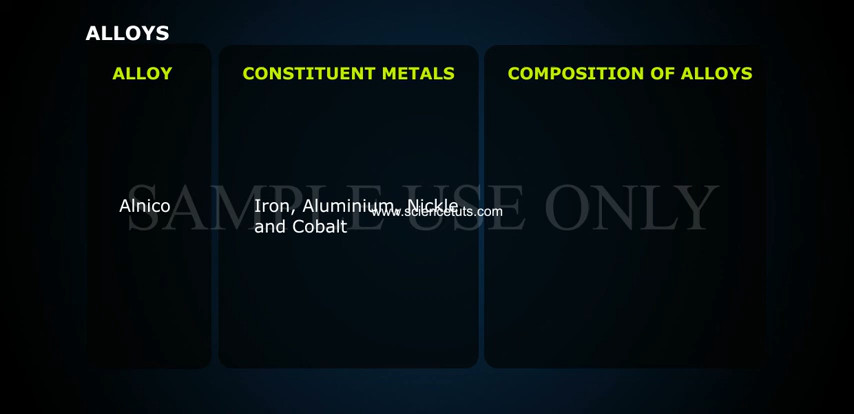 ALLOYS
ALLOY CONSTITUENT METALS COMPOSITION OF ALLOYS
SAMPLE USE ONLY
Alnico Iron, Aluminium, Nickle
www.sciencetuts.com
and Cobalt